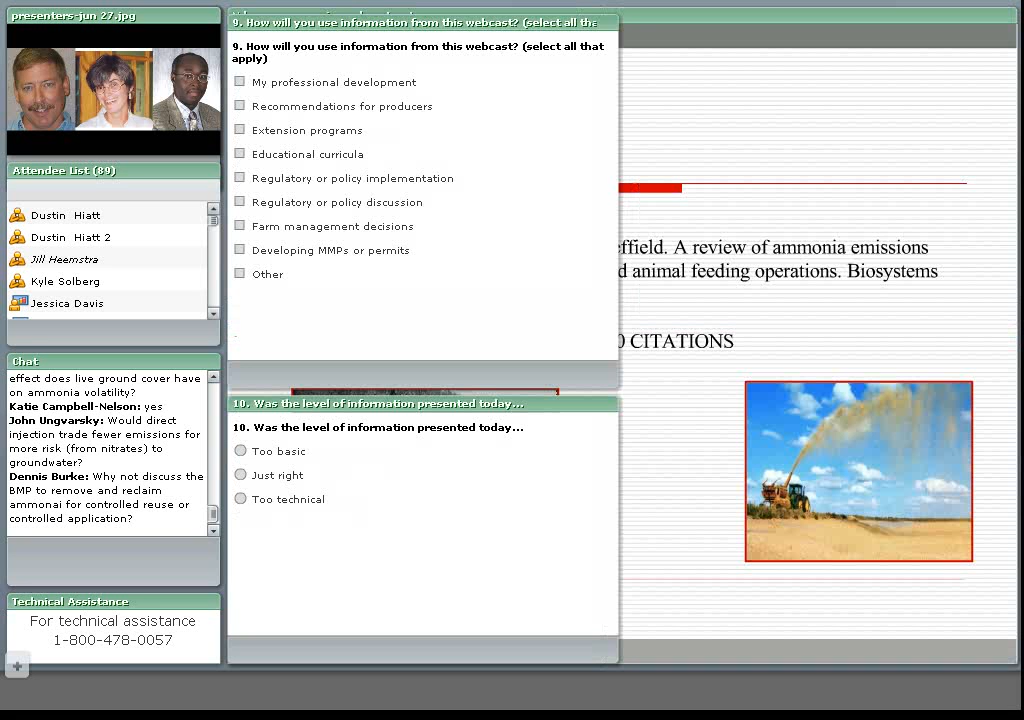 presenters-jun 27.jpg
Attendee List (89)
Dustin Hiatt
Dustin Hiatt 2
Jill Heemstra
Kyle Solberg
Jessica Davis
Chat
effect does live ground cover have
on ammonia volatility?
Katie Campbell-Nelson: yes
John Ungvarsky: Would direct
injection trade fewer emissions for
more risk (from nitrates) to
groundwater?
Dennis Burke: Why not discuss the
BMP to remove and reclaim
ammonai for controlled reuse or
controlled application?
Technical Assistance
For technical assistance
1-800-478-0057
9. How will you use information from this webcast? (select all tha
9. How will you use information from this webcast? (select all that
apply)
My professional development
Recommendations for producers
Extension programs
Educational curricula
Regulatory or policy implementation
Regulatory or policy discussion
Farm management decisions
Developing MMPs or permits
Other
10. Was the level of information presented today...
10. Was the level of information presented today...
Too basic
Just right
Too technical
effield. A review of ammonia emissions
d animal feeding operations. Biosystems
0 CITATIONS